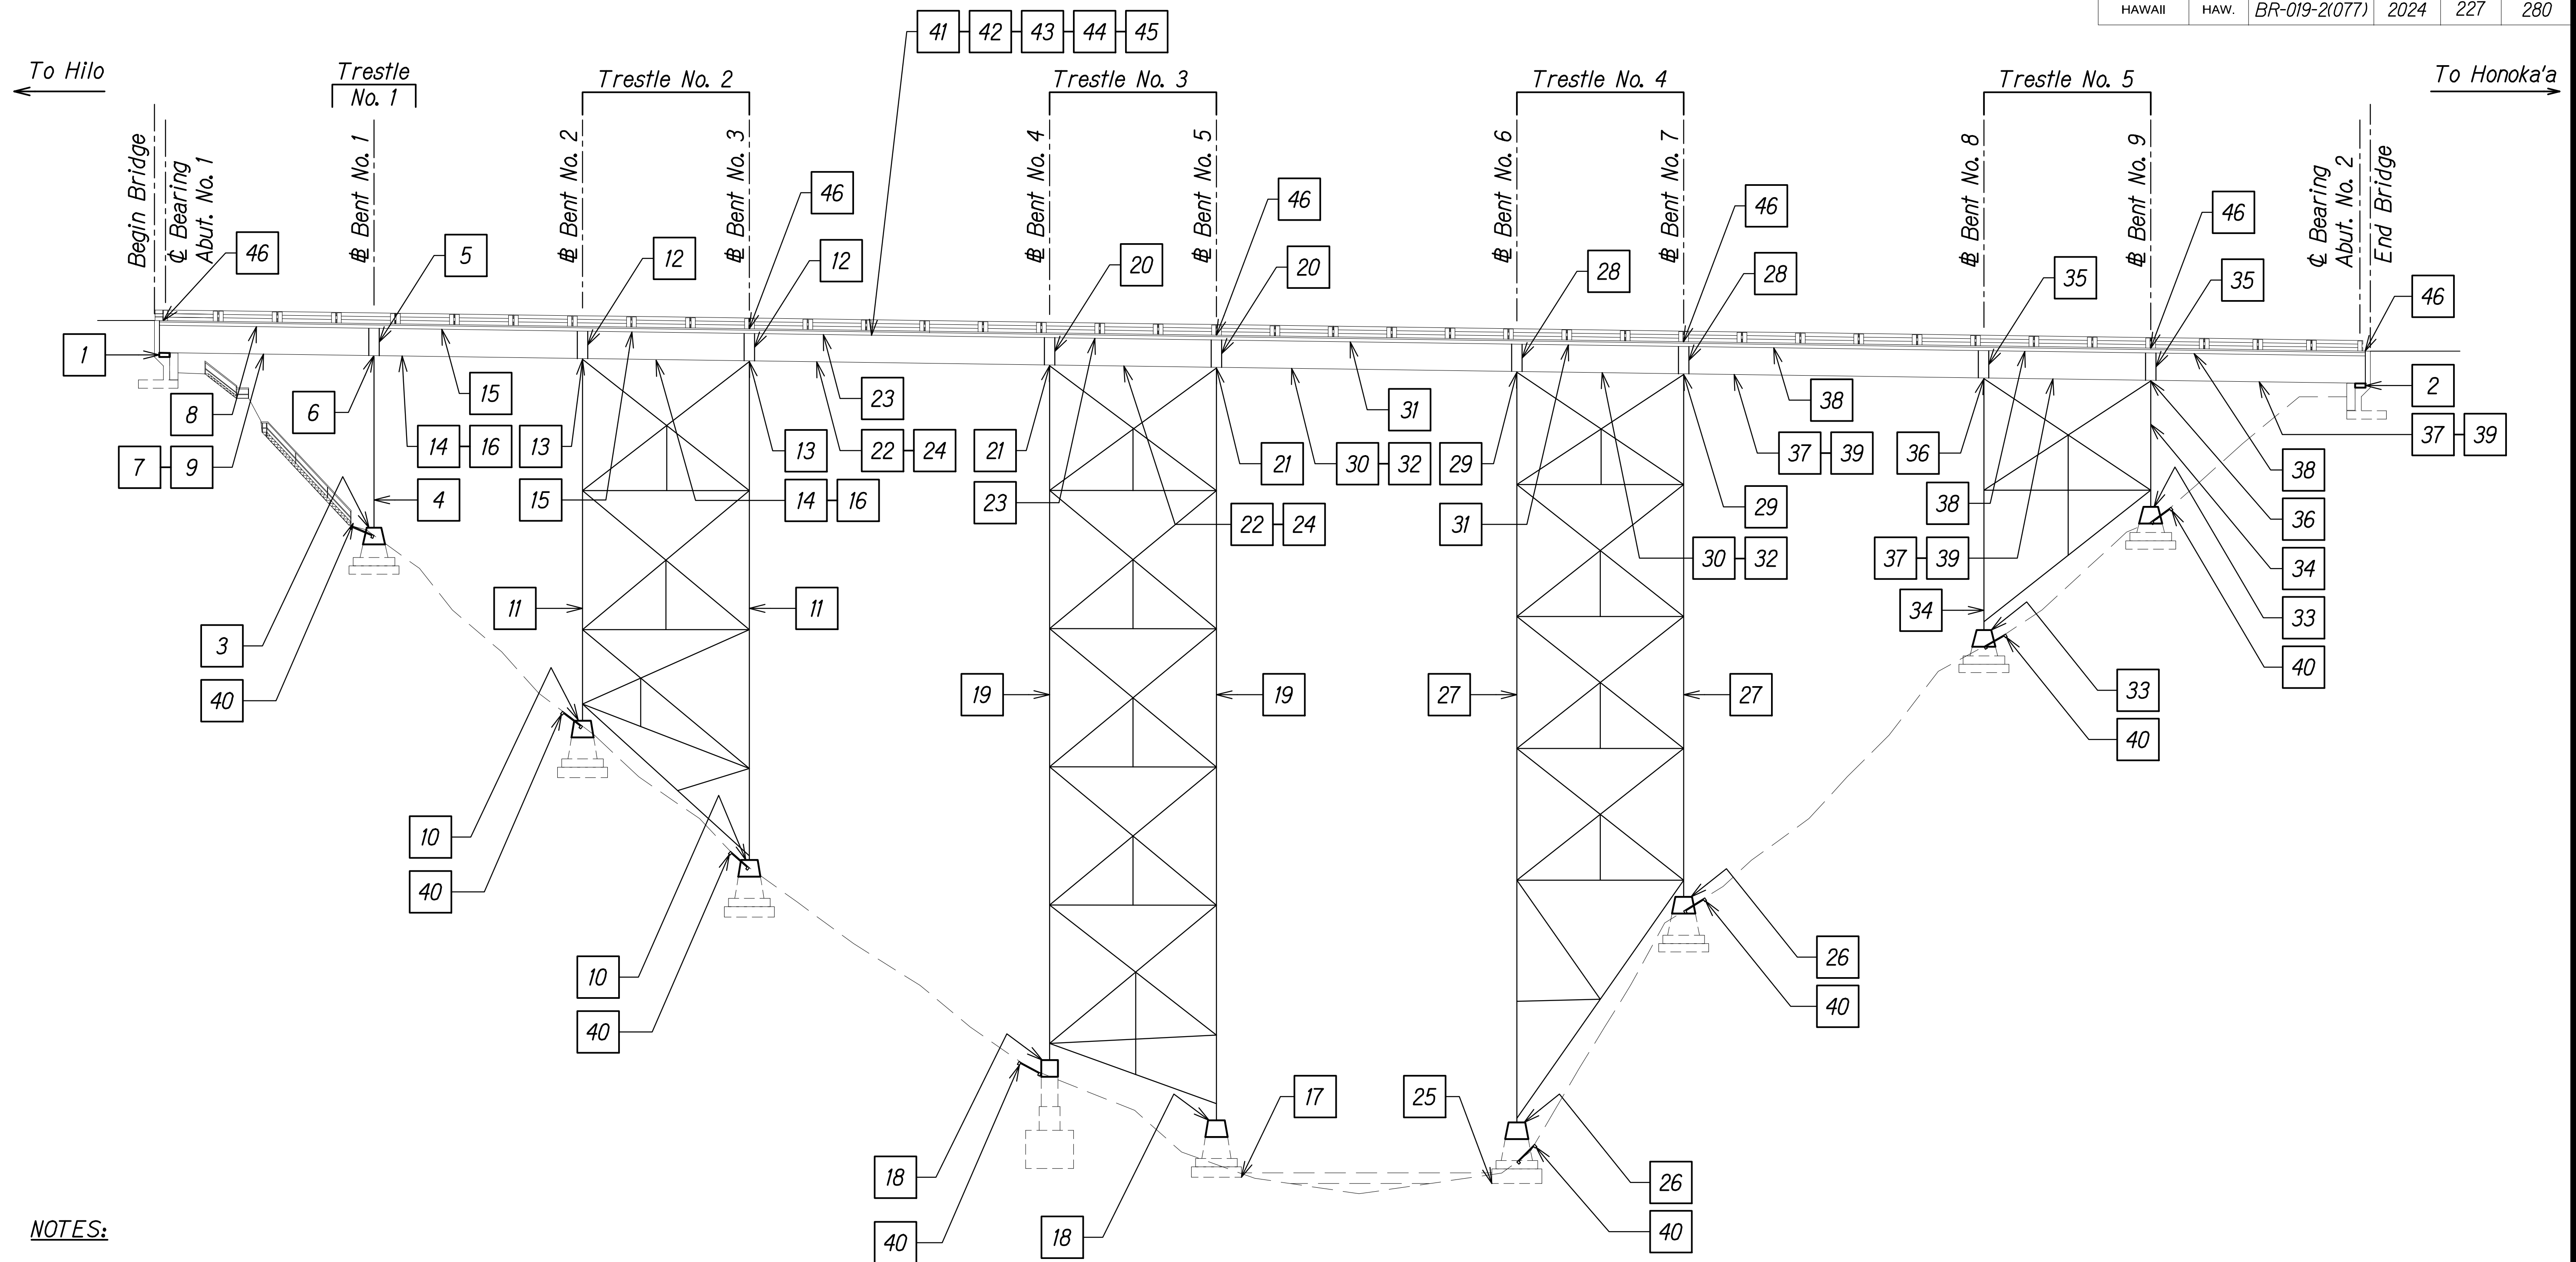 HAWAII HAW. BR-019-2(077) 2024 227 280
41 42 43 44 45
To Hilo
Trestle
No. 1
Trestle No. 2
Trestle No. 3
Trestle No. 4
Trestle No. 5
To Honoka'a
Begin Bridge
℄ Bearing
Abut. No. 1
Bent No. 1
Bent No. 2
Bent No. 3
Bent No. 4
Bent No. 5
Bent No. 6
Bent No. 7
Bent No. 8
Bent No. 9
℄ Bearing
Abut. No. 2
End Bridge
46
5
12
46
12
20
46
20
28
46
28
35
46
35
46
1
8
6
15
23
31
38
2
7 9
14 16
13
13
22 24
21
21
30 32
29
37 39
36
37 39
38
4
15
14 16
23
22 24
31
29
38
36
30 32
37 39
34
11
11
34
33
3
40
19
19
27
27
33
40
40
10
40
10
40
26
40
18
17
25
26
40
18
40
NOTES: